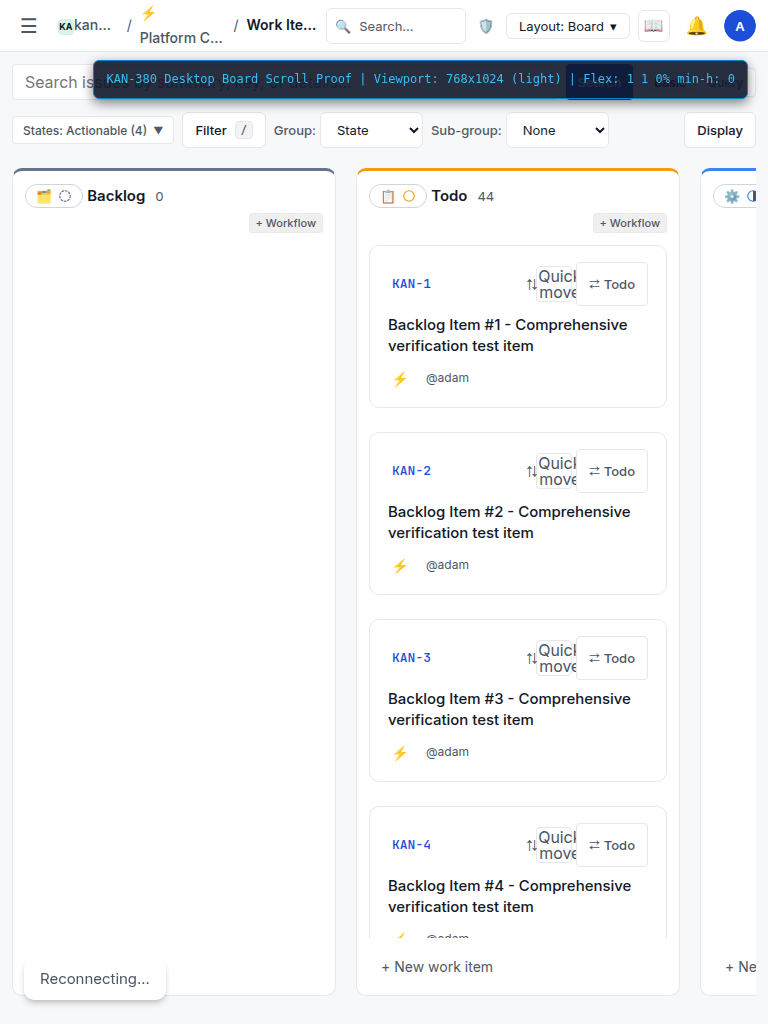 KA kan... / ⚡ Platform C... / Work Ite...
Search...
Layout: Board ▾
A
Search is
KAN-380 Desktop Board Scroll Proof | Viewport: 768x1024 (light) | Flex: 1 1 0% min-h: 0
States: Actionable (4) ▼
Filter /
Group: State
Sub-group: None
Display
Backlog 0
+ Workflow
Todo 44
+ Workflow
KAN-1
Quick move
⇄ Todo
Backlog Item #1 - Comprehensive
verification test item
@adam
KAN-2
Quick move
⇄ Todo
Backlog Item #2 - Comprehensive
verification test item
@adam
KAN-3
Quick move
⇄ Todo
Backlog Item #3 - Comprehensive
verification test item
@adam
KAN-4
Quick move
⇄ Todo
Backlog Item #4 - Comprehensive
verification test item
@adam
+ New work item
+ Ne
Reconnecting...